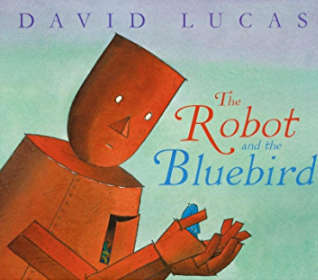 DAVID LUCAS
The
Robot
and the
Bluebird